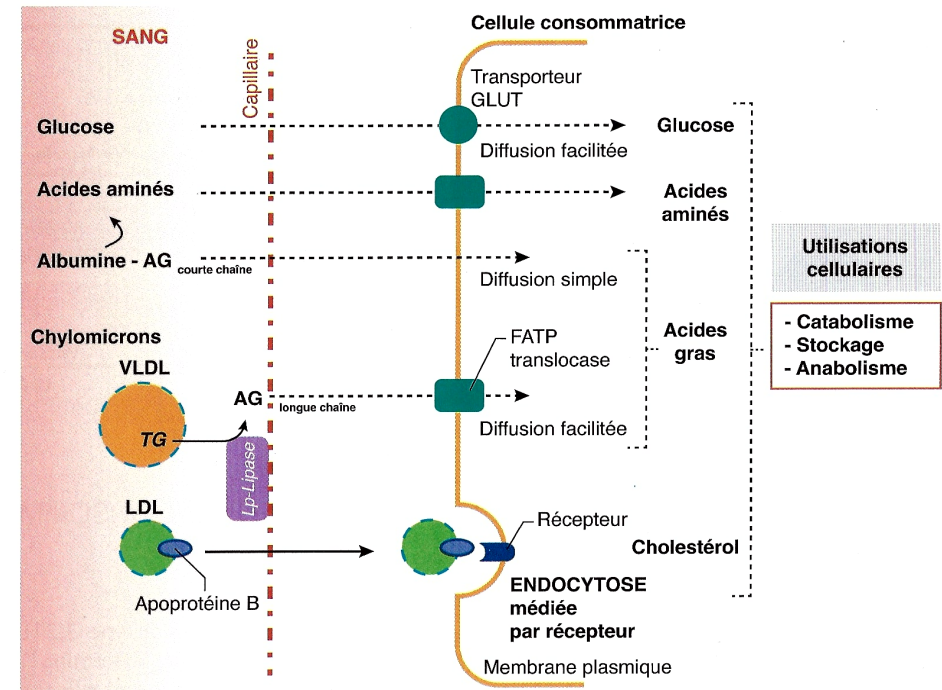 SANG
Capillaire
Cellule consommatrice
Transporteur
GLUT
Glucose
Glucose
Diffusion facilitée
Acides aminés
Acides
aminés
Albumine - AG courte chaîne
Diffusion simple
Utilisations
cellulaires
Chylomicrons
FATP
translocase
Acides
gras
- Catabolisme
- Stockage
- Anabolisme
VLDL
TG
AG longue chaîne
Diffusion facilitée
Lp-Lipase
LDL
Récepteur
Cholestérol
Apoprotéine B
ENDOCYTOSE
médiée
par récepteur
Membrane plasmique